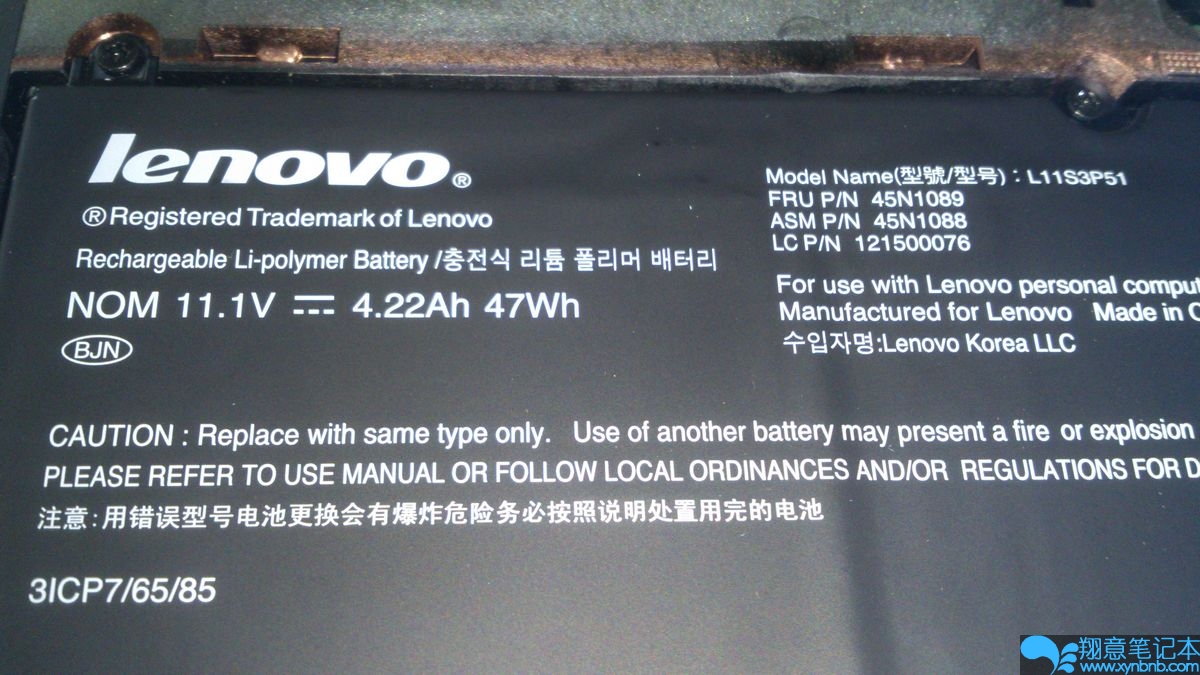 lenovo®
®Registered Trademark of Lenovo
Rechargeable Li-polymer Battery /충전식 리튬 폴리머 배터리
NOM 11.1V 4.22Ah 47Wh
BJN
Model Name(型號/型号) : L11S3P51
FRU P/N 45N1089
ASM P/N 45N1088
LC P/N 121500076
For use with Lenovo personal comput
Manufactured for Lenovo Made in C
수입자명:Lenovo Korea LLC
CAUTION : Replace with same type only. Use of another battery may present a fire or explosion
PLEASE REFER TO USE MANUAL OR FOLLOW LOCAL ORDINANCES AND/OR REGULATIONS FOR D
注意:用错误型号电池更换会有爆炸危险务必按照说明处置用完的电池
3ICP7/65/85
翔意笔记本
www.xynbnb.com